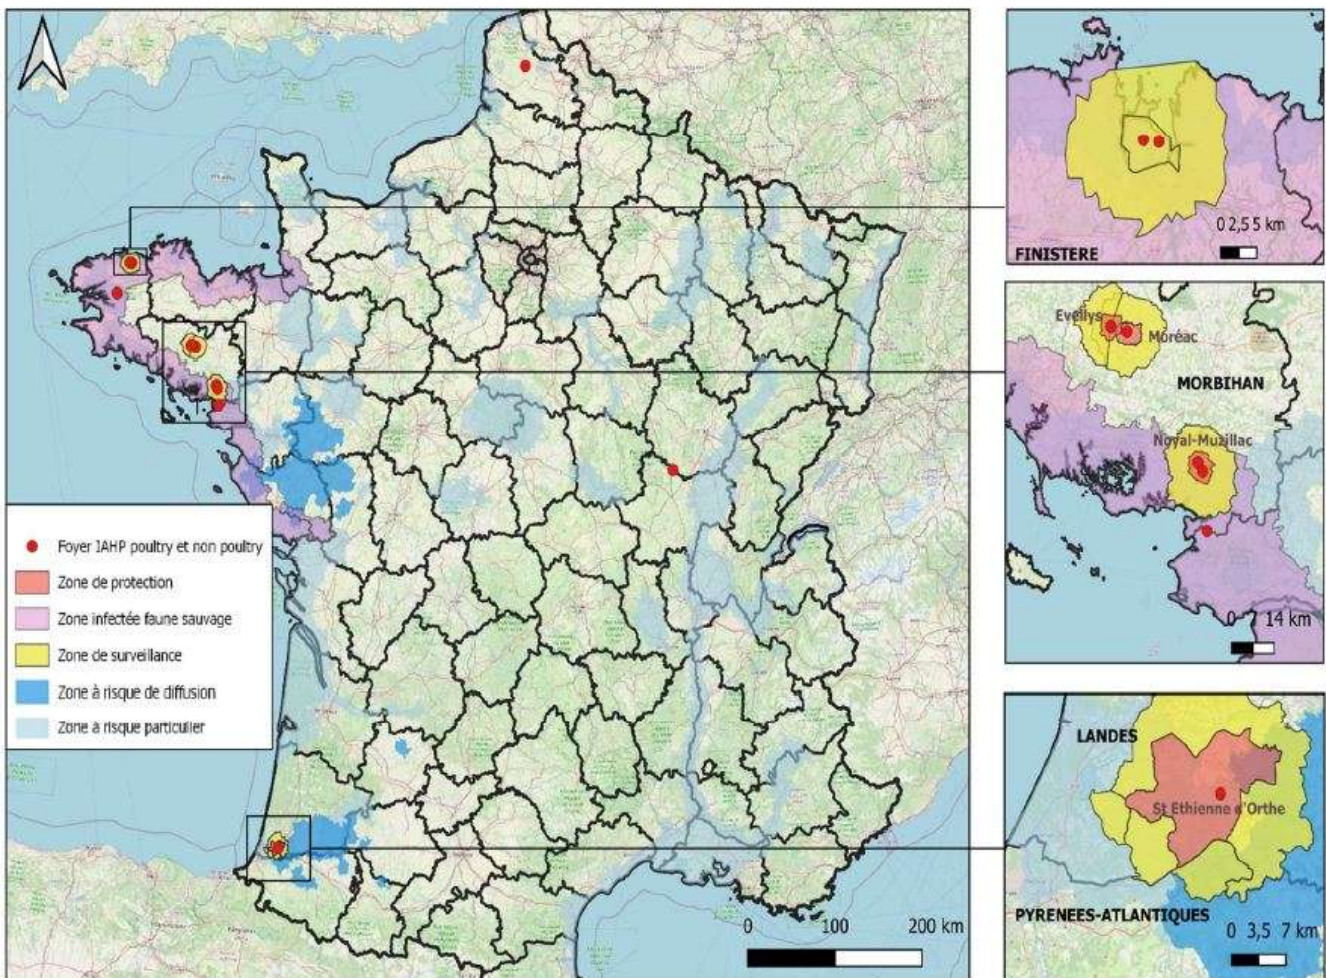 Foyer IAHP poultry et non poultry
Zone de protection
Zone infectée faune sauvage
Zone de surveillance
Zone à risque de diffusion
Zone à risque particulier
0 100 200 km
FINISTERE
0 2,5 5 km
Evellys
Moréac
MORBIHAN
Noyal-Muzillac
0 7 14 km
LANDES
St Ethienne d'Orthe
PYRENEES-ATLANTIQUES
0 3,5 7 km